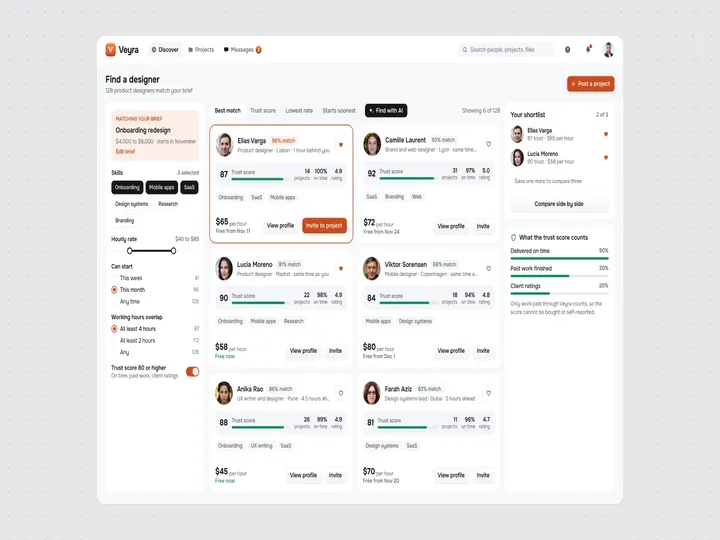 Veyra
Discover
Projects
Messages
Search people, projects, files
Find a designer
128 product designers match your brief
+ Post a project
MATCHING YOUR BRIEF
Onboarding redesign
$4,000 to $6,000 · starts in November
Edit brief
Skills
3 selected
Onboarding
Mobile apps
SaaS
Design systems
Research
Branding
Hourly rate
$40 to $85
Can start
This week 41
This month 96
Any time 128
Working hours overlap
At least 4 hours 87
At least 2 hours 112
Any 128
Trust score 80 or higher
On time, paid work, client ratings
Best match
Trust score
Lowest rate
Starts soonest
Find with AI
Showing 6 of 128
Elias Varga 96% match
Product designer · Lisbon · 1 hour behind you
87 Trust score
14 projects
100% on time
4.9 rating
Onboarding
SaaS
Mobile apps
$65 per hour
Free from Nov 17
View profile
Invite to project
Camille Laurent 83% match
Brand and web designer · Lyon · same time…
92 Trust score
31 projects
97% on time
5.0 rating
SaaS
Branding
Web
$72 per hour
Free from Nov 24
View profile
Invite
Lucia Moreno 91% match
Product designer · Madrid · same time as you
90 Trust score
22 projects
98% on time
4.9 rating
Onboarding
Mobile apps
Research
$58 per hour
Free now
View profile
Invite
Viktor Sorensen 88% match
Mobile designer · Copenhagen · same time a…
84 Trust score
18 projects
94% on time
4.8 rating
Mobile apps
Design systems
$80 per hour
Free from Dec 1
View profile
Invite
Anika Rao 86% match
UX writer and designer · Pune · 4.5 hours ah…
88 Trust score
26 projects
99% on time
4.9 rating
Onboarding
UX writing
SaaS
$45 per hour
Free now
View profile
Invite
Farah Aziz 82% match
Design systems lead · Dubai · 3 hours ahead
81 Trust score
11 projects
96% on time
4.7 rating
Design systems
SaaS
$70 per hour
Free from Nov 20
View profile
Invite
Your shortlist
2 of 3
Elias Varga
87 trust · $65 per hour
Lucia Moreno
90 trust · $58 per hour
Save one more to compare three
Compare side by side
What the trust score counts
Delivered on time 50%
Paid work finished 30%
Client ratings 20%
Only work paid through Veyra counts, so the
score cannot be bought or self-reported.